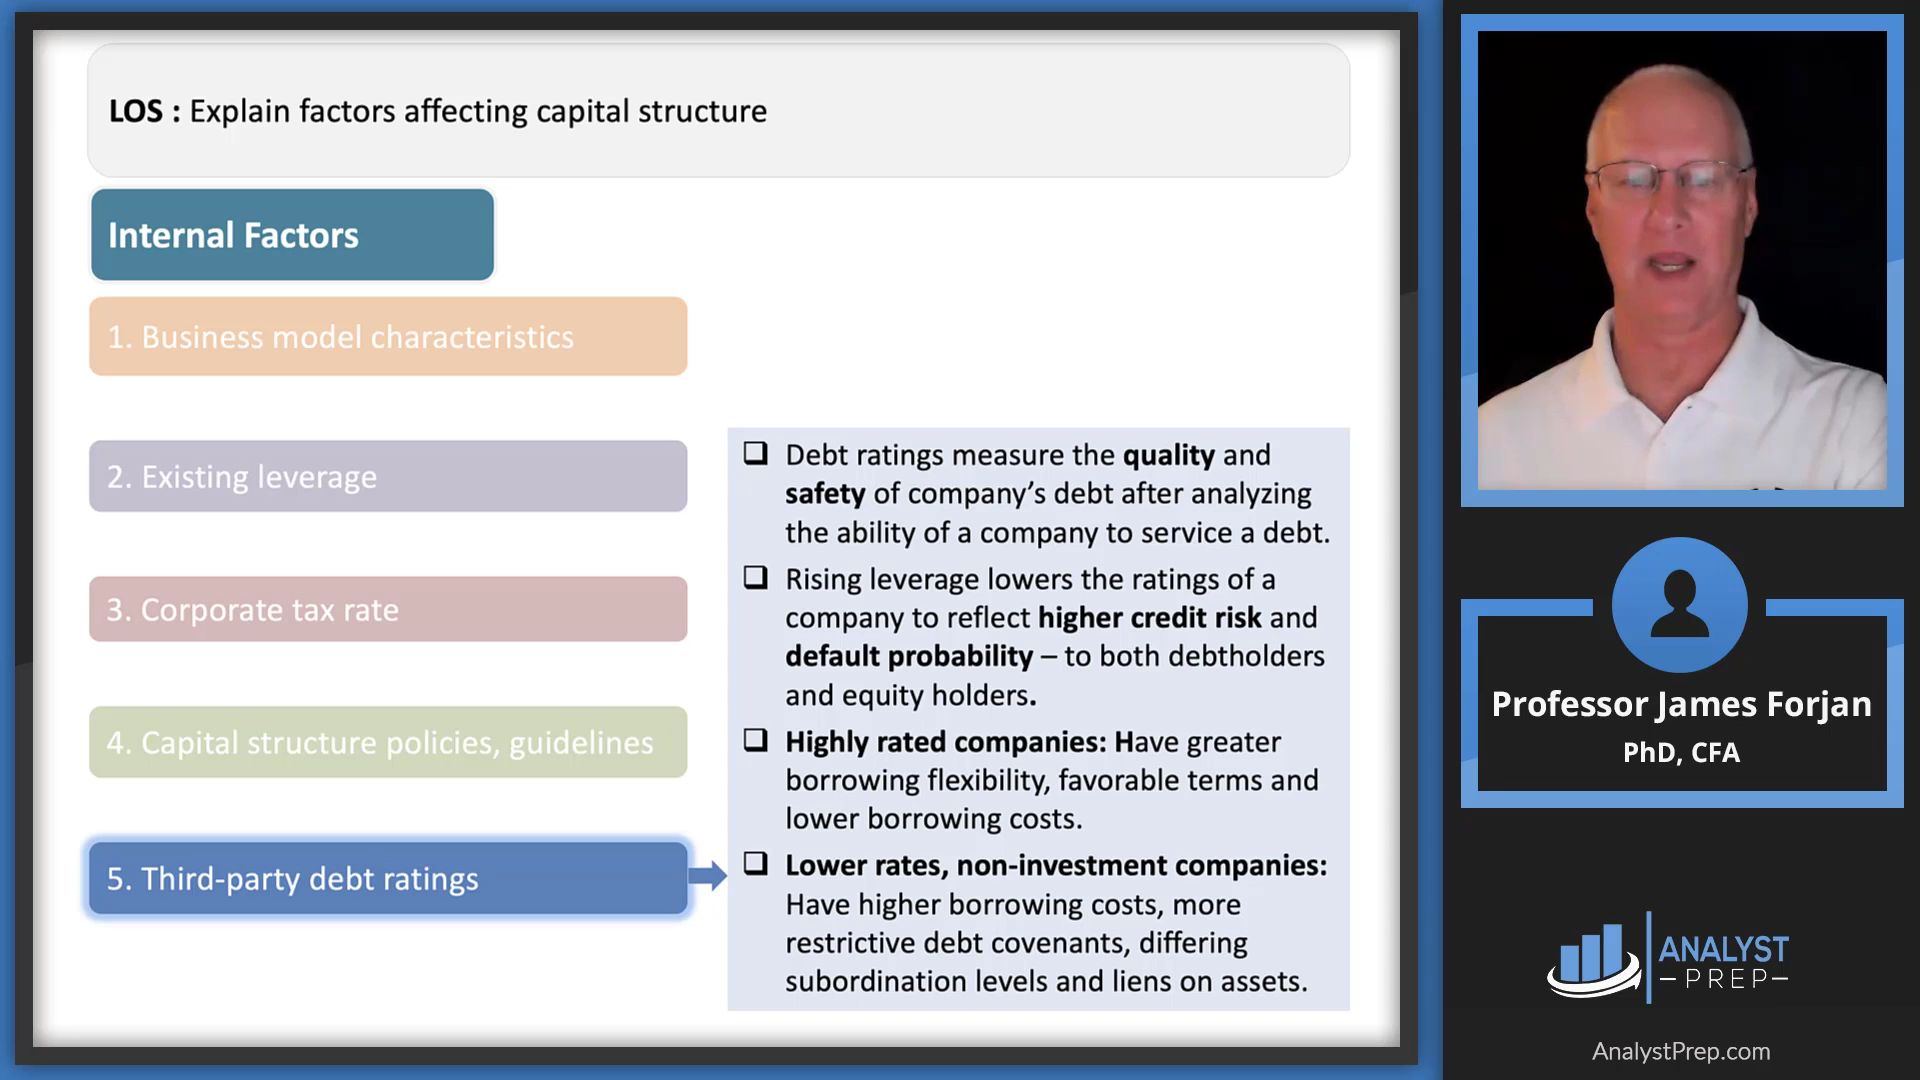 LOS : Explain factors affecting capital structure
Internal Factors
1. Business model characteristics
2. Existing leverage
3. Corporate tax rate
4. Capital structure policies, guidelines
5. Third-party debt ratings
Debt ratings measure the quality and
safety of company’s debt after analyzing
the ability of a company to service a debt.
Rising leverage lowers the ratings of a
company to reflect higher credit risk and
default probability – to both debtholders
and equity holders.
Highly rated companies: Have greater
borrowing flexibility, favorable terms and
lower borrowing costs.
Lower rates, non-investment companies:
Have higher borrowing costs, more
restrictive debt covenants, differing
subordination levels and liens on assets.
Professor James Forjan
PhD, CFA
ANALYST
PREP
AnalystPrep.com